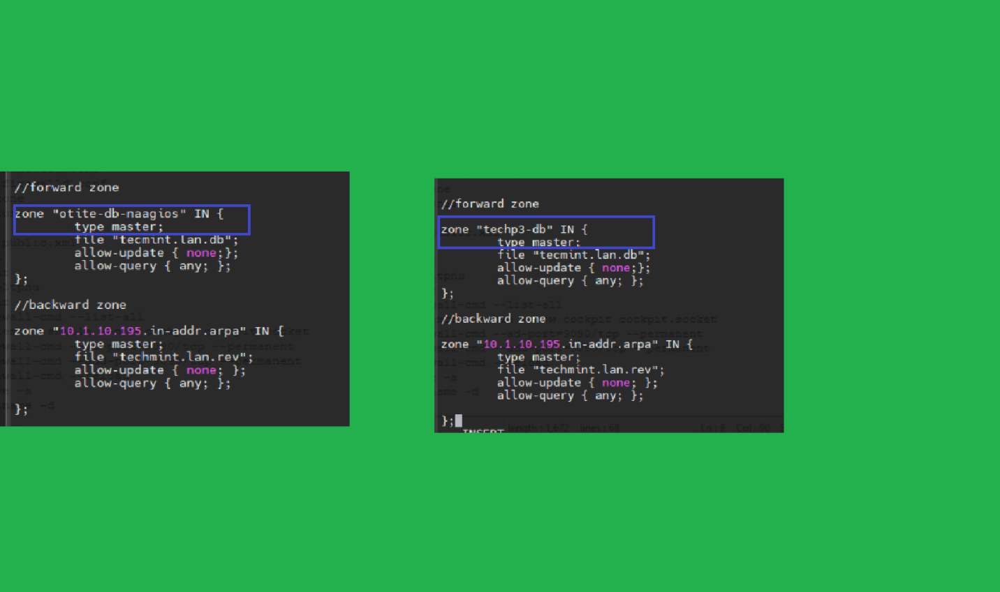 //forward zone
zone "otite-db-naagios" IN {
type master;
file "tecmint.lan.db";
allow-update { none;};
allow-query { any; };
};
//backward zone
zone "10.1.10.195.in-addr.arpa" IN {
type master;
file "techmint.lan.rev";
allow-update { none; };
allow-query { any; };
};
//forward zone
zone "techp3-db" IN {
type master;
file "tecmint.lan.db";
allow-update { none;};
allow-query { any; };
};
//backward zone
zone "10.1.10.195.in-addr.arpa" IN {
type master;
file "techmint.lan.rev";
allow-update { none; };
allow-query { any; };
};
INSERT